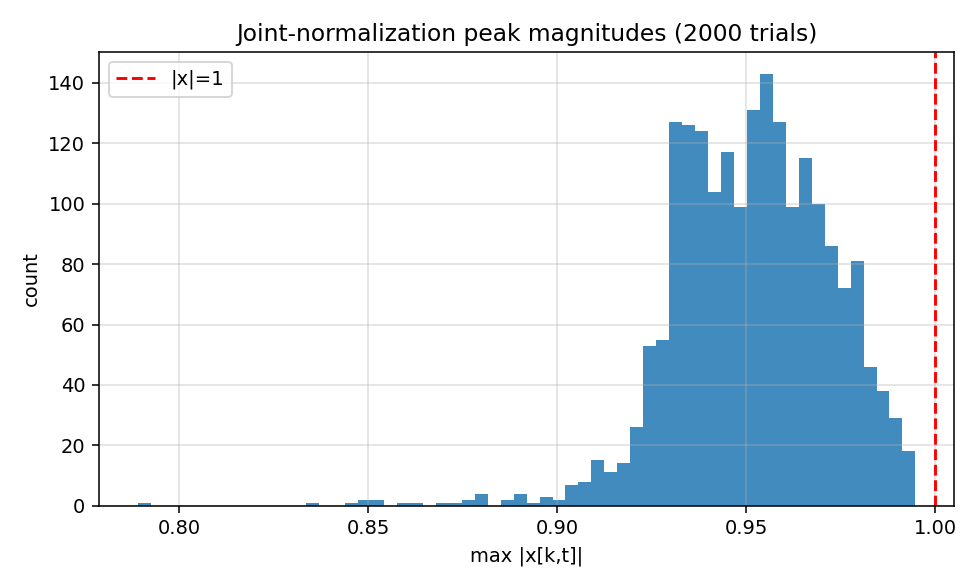 Joint-normalization peak magnitudes (2000 trials)
|x|=1
140
120
100
80
60
40
20
0
count
0.80 0.85 0.90 0.95 1.00
max |x[k,t]|